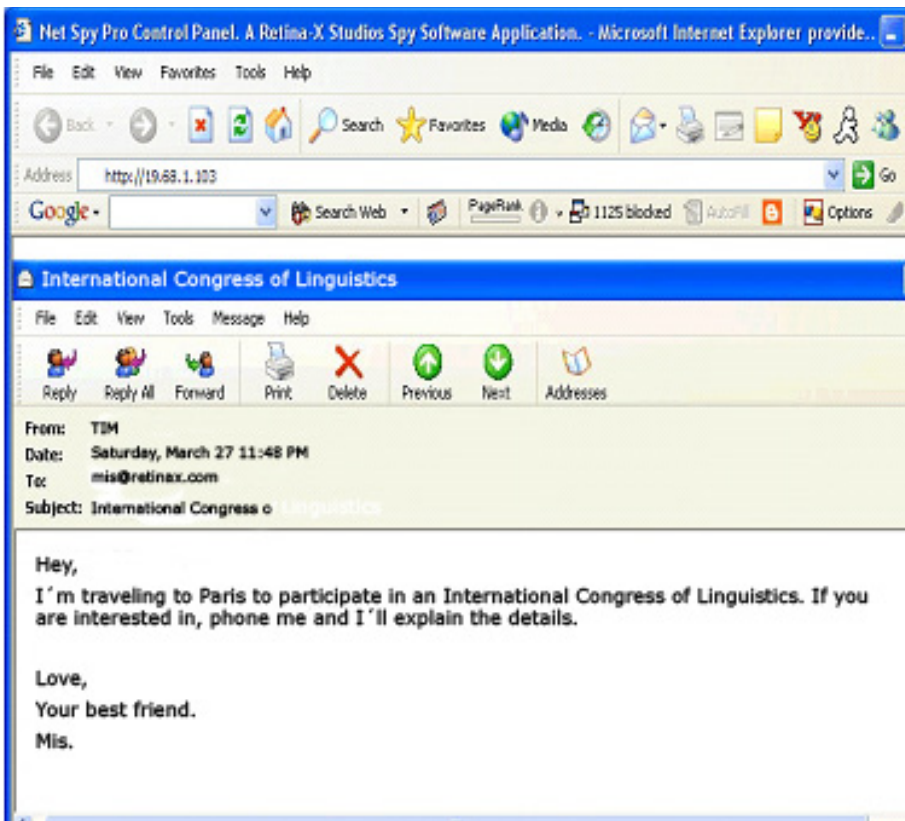 Net Spy Pro Control Panel. A Retina-X Studios Spy Software Application. - Microsoft Internet Explorer provide..
File Edit View Favorites Tools Help
Back Search Favorites Media
Address http://19.68.1.103 Go
Google Search Web PageRank 1125 blocked AutoFill Options
International Congress of Linguistics
File Edit View Tools Message Help
Reply Reply All Forward Print Delete Previous Next Addresses
From: TIM
Date: Saturday, March 27 11:48 PM
To: mis@retinax.com
Subject: International Congress o Linguistics
Hey,
I´m traveling to Paris to participate in an International Congress of Linguistics. If you
are interested in, phone me and I´ll explain the details.
Love,
Your best friend.
Mis.